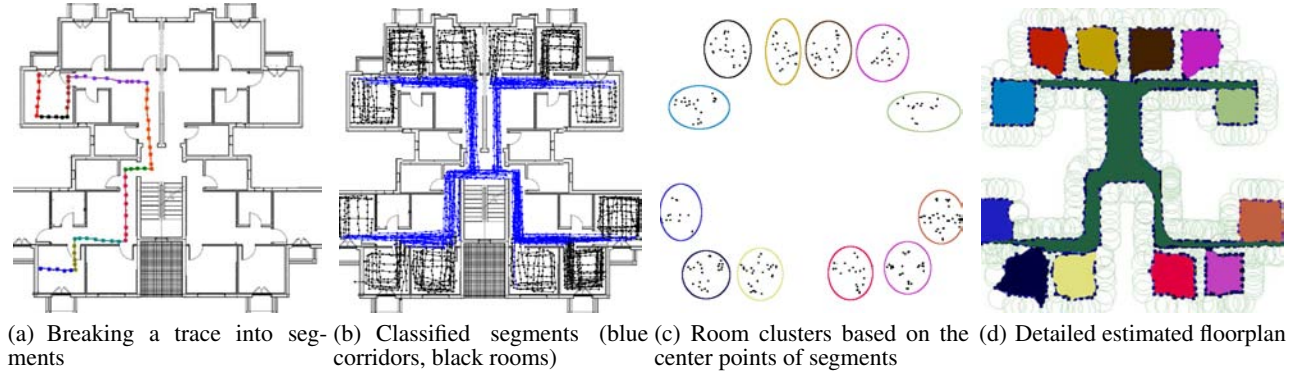 (a) Breaking a trace into seg-
ments
(b) Classified segments (blue
corridors, black rooms)
(c) Room clusters based on the
center points of segments
(d) Detailed estimated floorplan